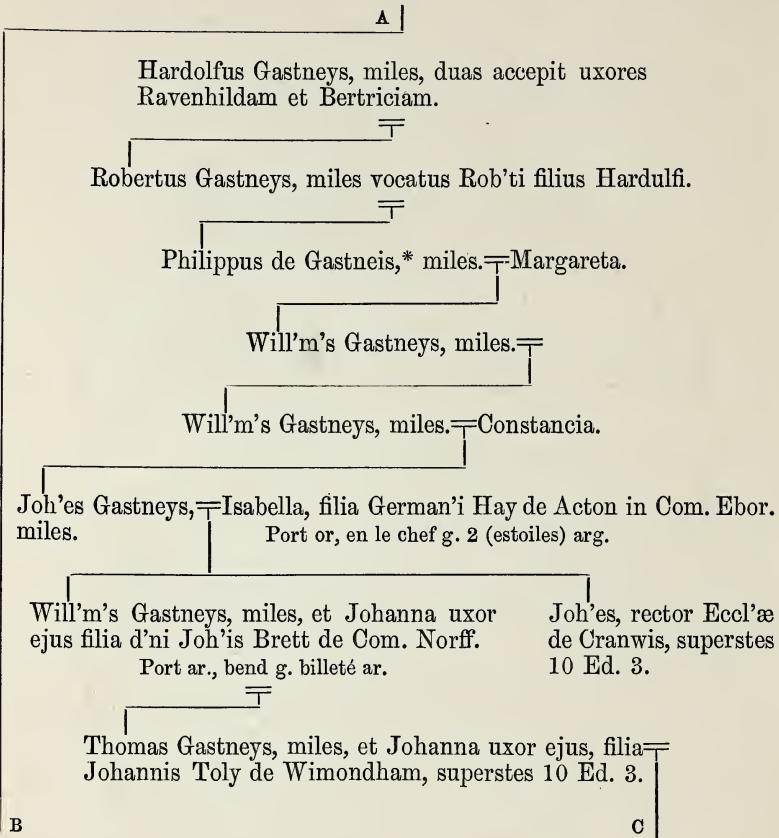 A
Hardolfus Gastneys, miles, duas accepit uxores
Ravenhildam et Bertriciam.
Robertus Gastneys, miles vocatus Rob'ti filius Hardulfi.
Philippus de Gastneis,* miles. Margareta.
Will'm's Gastneys, miles.
Will'm's Gastneys, miles. Constancia.
Joh'es Gastneys, Isabella, filia German'i Hay de Acton in Com. Ebor.
miles. Port or, en le chef g. 2 (estoiles) arg.
Will'm's Gastneys, miles, et Johanna uxor
ejus filia d'ni Joh'is Brett de Com. Norff.
Port ar., bend g. billeté ar.
Joh'es, rector Eccl'æ
de Cranwis, superstes
10 Ed. 3.
Thomas Gastneys, miles, et Johanna uxor ejus, filia
Johannis Toly de Wimondham, superstes 10 Ed. 3.
B C